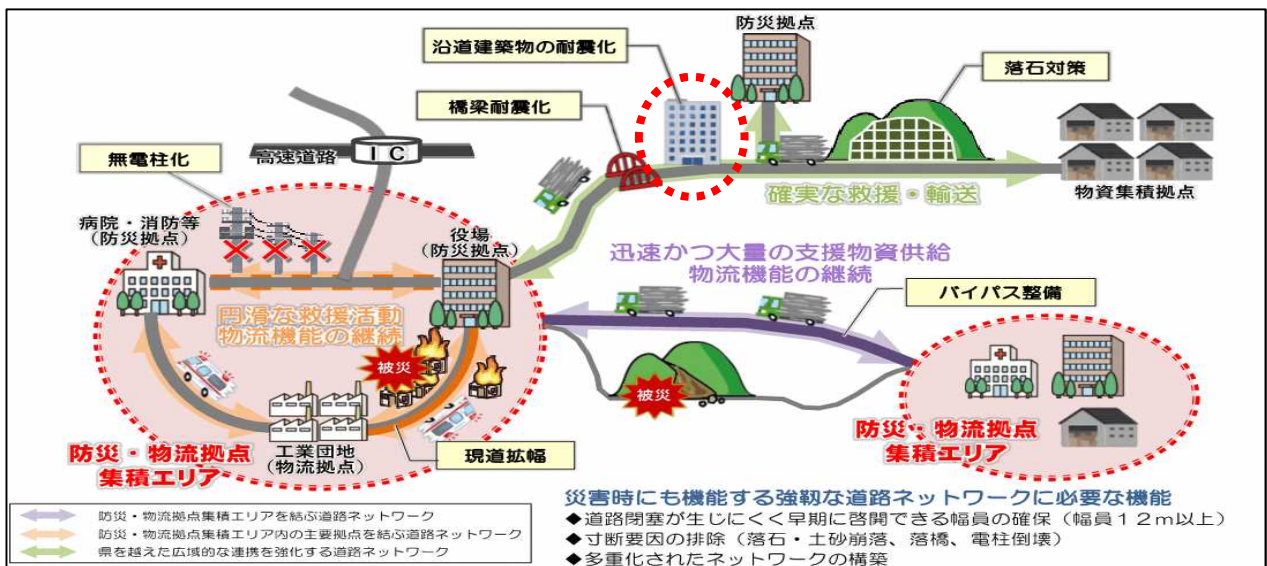 防災拠点
沿道建築物の耐震化
落石対策
橋梁耐震化
高速道路
IC
無電柱化
確実な救援・輸送
物資集積拠点
病院・消防等
(防災拠点)
役場
(防災拠点)
迅速かつ大量の支援物資供給
物流機能の継続
バイパス整備
円滑な救援活動
物流機能の継続
被災
被災
防災・物流拠点
集積エリア
工業団地
(物流拠点)
現道拡幅
防災・物流拠点
集積エリア
防災・物流拠点集積エリアを結ぶ道路ネットワーク
防災・物流拠点集積エリア内の主要拠点を結ぶ道路ネットワーク
県を越えた広域的な連携を強化する道路ネットワーク
災害時にも機能する強靱な道路ネットワークに必要な機能
◆道路閉塞が生じにくく早期に啓開できる幅員の確保（幅員１２ｍ以上）
◆寸断要因の排除（落石・土砂崩落、落橋、電柱倒壊）
◆多重化されたネットワークの構築